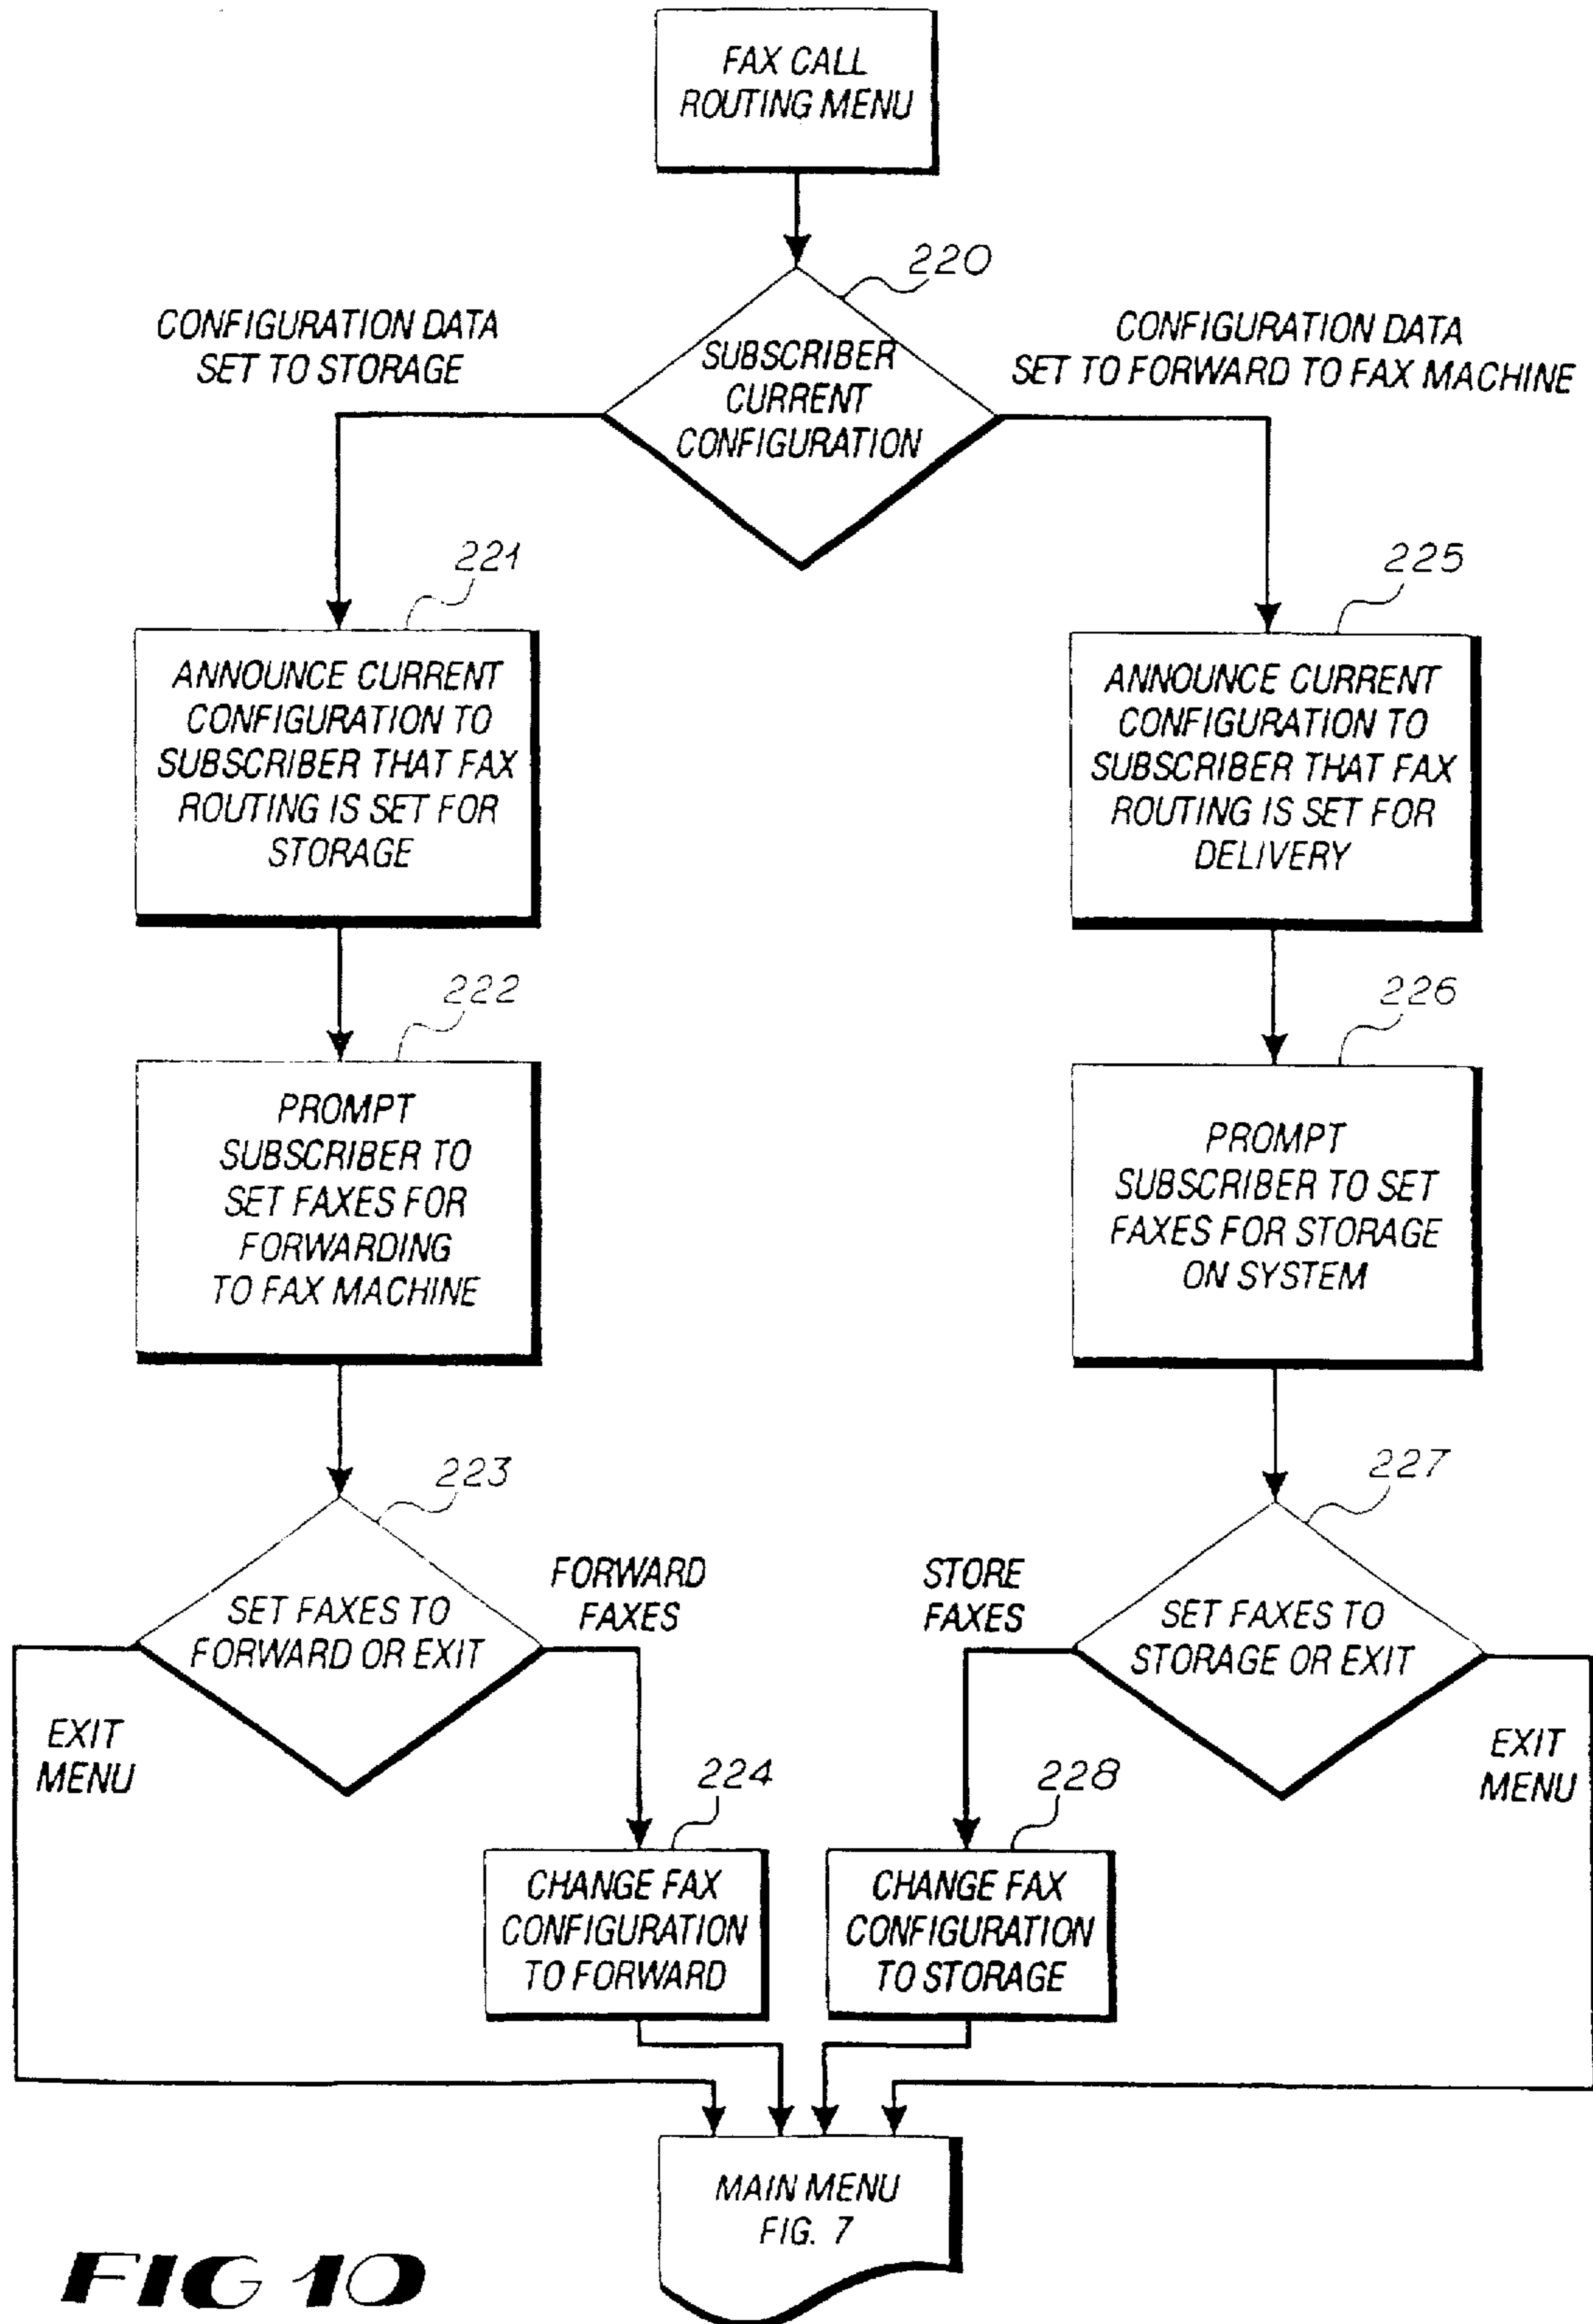 FAX CALL
ROUTING MENU
220
CONFIGURATION DATA
SET TO STORAGE
SUBSCRIBER
CURRENT
CONFIGURATION
CONFIGURATION DATA
SET TO FORWARD TO FAX MACHINE
221
ANNOUNCE CURRENT
CONFIGURATION TO
SUBSCRIBER THAT FAX
ROUTING IS SET FOR
STORAGE
225
ANNOUNCE CURRENT
CONFIGURATION TO
SUBSCRIBER THAT FAX
ROUTING IS SET FOR
DELIVERY
222
PROMPT
SUBSCRIBER TO
SET FAXES FOR
FORWARDING
TO FAX MACHINE
226
PROMPT
SUBSCRIBER TO SET
FAXES FOR STORAGE
ON SYSTEM
223
SET FAXES TO
FORWARD OR EXIT
FORWARD
FAXES
EXIT
MENU
227
STORE
FAXES
SET FAXES TO
STORAGE OR EXIT
EXIT
MENU
224
CHANGE FAX
CONFIGURATION
TO FORWARD
228
CHANGE FAX
CONFIGURATION
TO STORAGE
MAIN MENU
FIG. 7
FIG 10